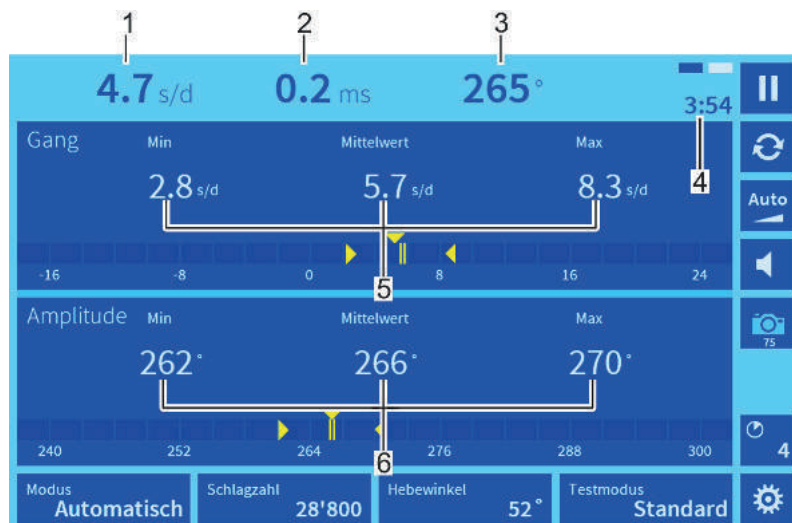 1 2 3
4.7 s/d 0.2 ms 265° 3:54
4
Gang Min Mittelwert Max
2.8 s/d 5.7 s/d 8.3 s/d
Auto
-16 -8 0 8 16 24
5
Amplitude Min Mittelwert Max
75
262° 266° 270°
240 252 264 276 288 300
6
4
Modus Schlagzahl Hebewinkel Testmodus
Automatisch 28'800 52° Standard